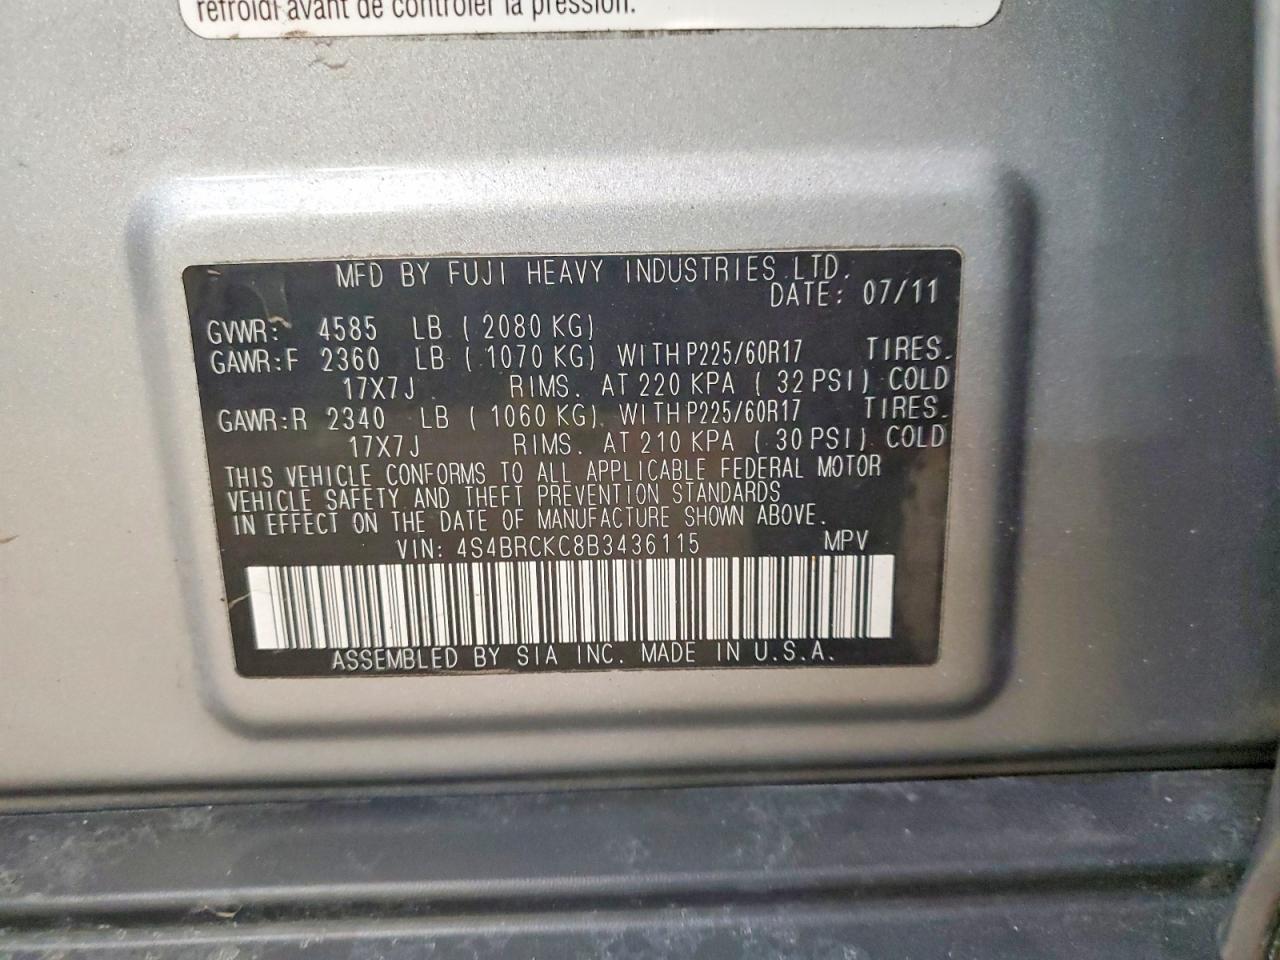 refroidi avant de contrôler la pression.
MFD BY FUJI HEAVY INDUSTRIES LTD.
DATE: 07/11
GVWR: 4585 LB ( 2080 KG)
GAWR:F 2360 LB ( 1070 KG) WITH P225/60R17 TIRES.
17X7J RIMS. AT 220 KPA ( 32 PSI) COLD
GAWR:R 2340 LB ( 1060 KG). WITH P225/60R17 TIRES.
17X7J RIMS. AT 210 KPA ( 30 PSI) COLD
THIS VEHICLE CONFORMS TO ALL APPLICABLE FEDERAL MOTOR
VEHICLE SAFETY AND THEFT PREVENTION STANDARDS
IN EFFECT ON THE DATE OF MANUFACTURE SHOWN ABOVE.
VIN: 4S4BRCKC8B3436115 MPV
ASSEMBLED BY SIA INC. MADE IN U.S.A.